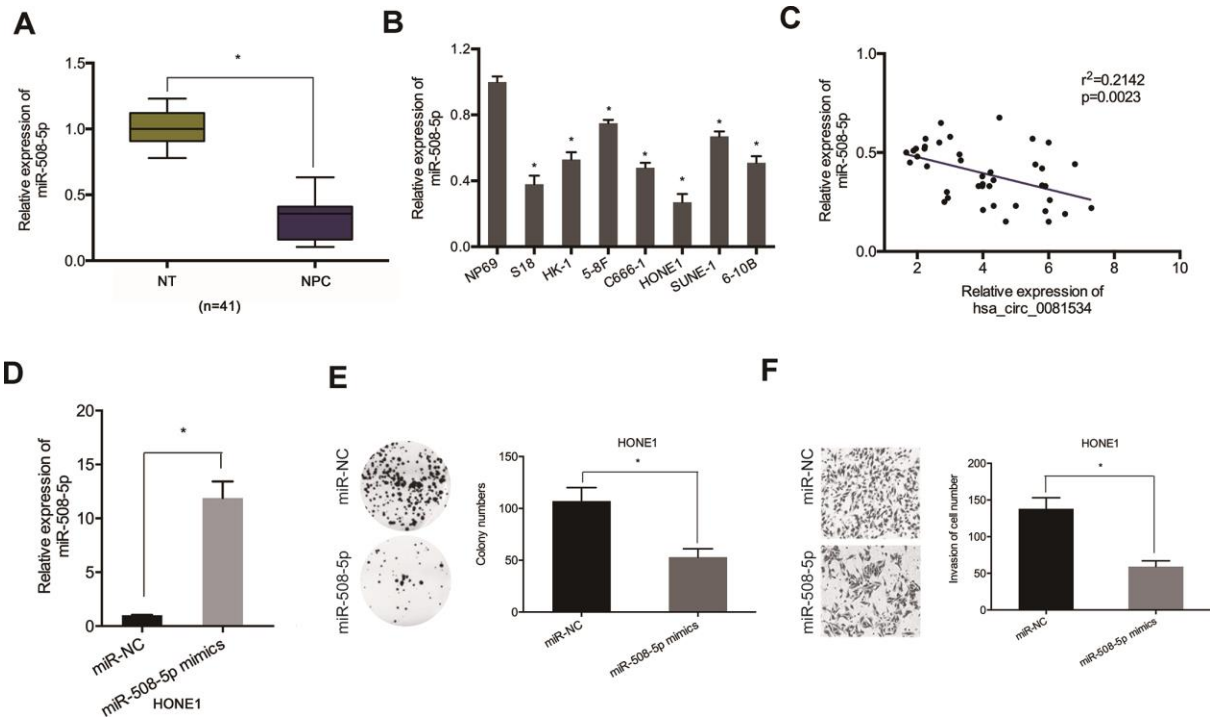 A
Relative expression of
miR-508-5p
1.5
1.0
0.5
0.0
*
NT
NPC
(n=41)
B
Relative expression of
miR-508-5p
1.2
0.8
0.4
0.0
*
*
*
*
*
*
*
NP69
S18
HK-1
5-8F
C666-1
HONE1
SUNE-1
6-10B
C
Relative expression of
miR-508-5p
1.0
0.5
0.0
r²=0.2142
p=0.0023
2
4
6
8
10
Relative expression of
hsa_circ_0081534
D
Relative expression of
miR-508-5p
20
15
10
5
0
*
miR-NC
miR-508-5p mimics
HONE1
E
miR-NC
miR-508-5p
HONE1
Colony numbers
150
100
50
0
*
miR-NC
miR-508-5p mimics
F
miR-NC
miR-508-5p
HONE1
Invasion of cell number
200
150
100
50
0
*
miR-NC
miR-508-5p mimics